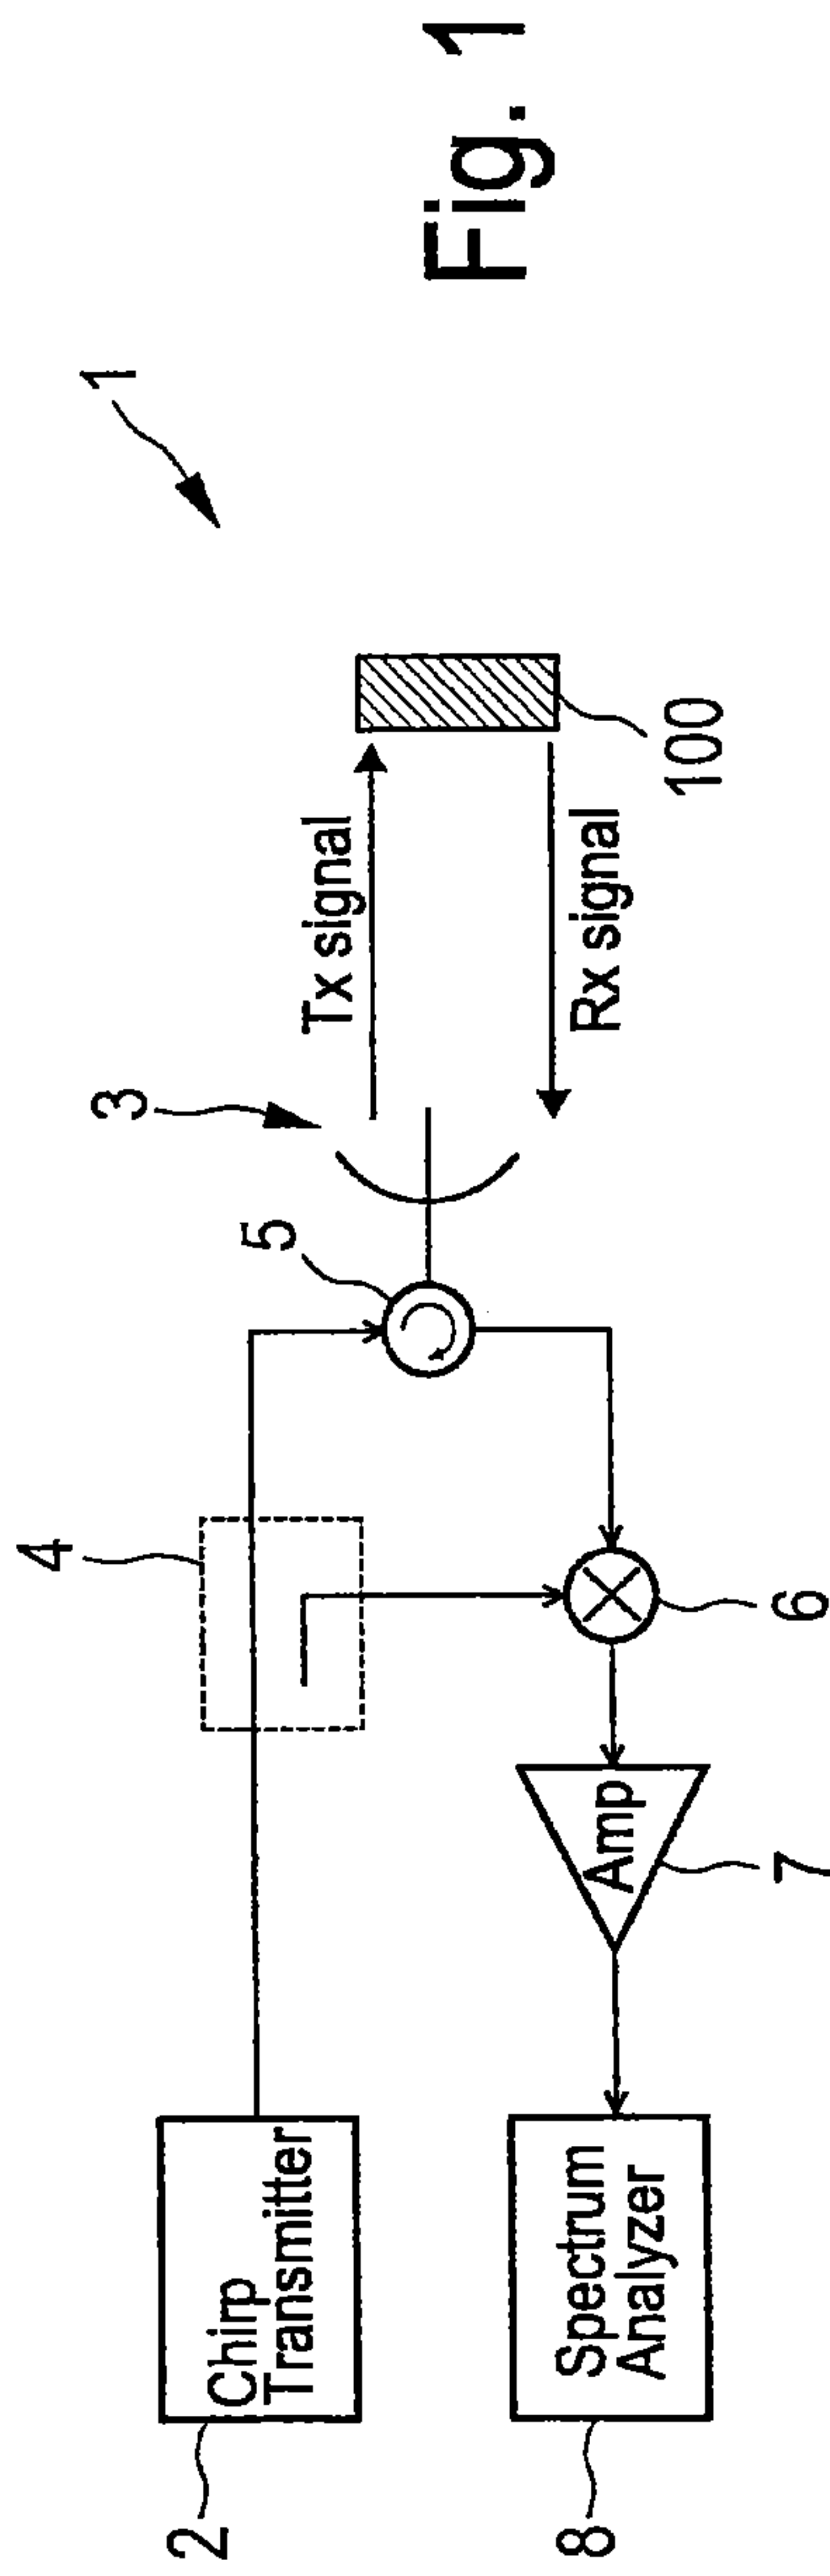 1
4
5
3
Tx signal
2
Chirp
Transmitter
Rx signal
100
8
Spectrum
Analyzer
Amp
7
6
Fig. 1